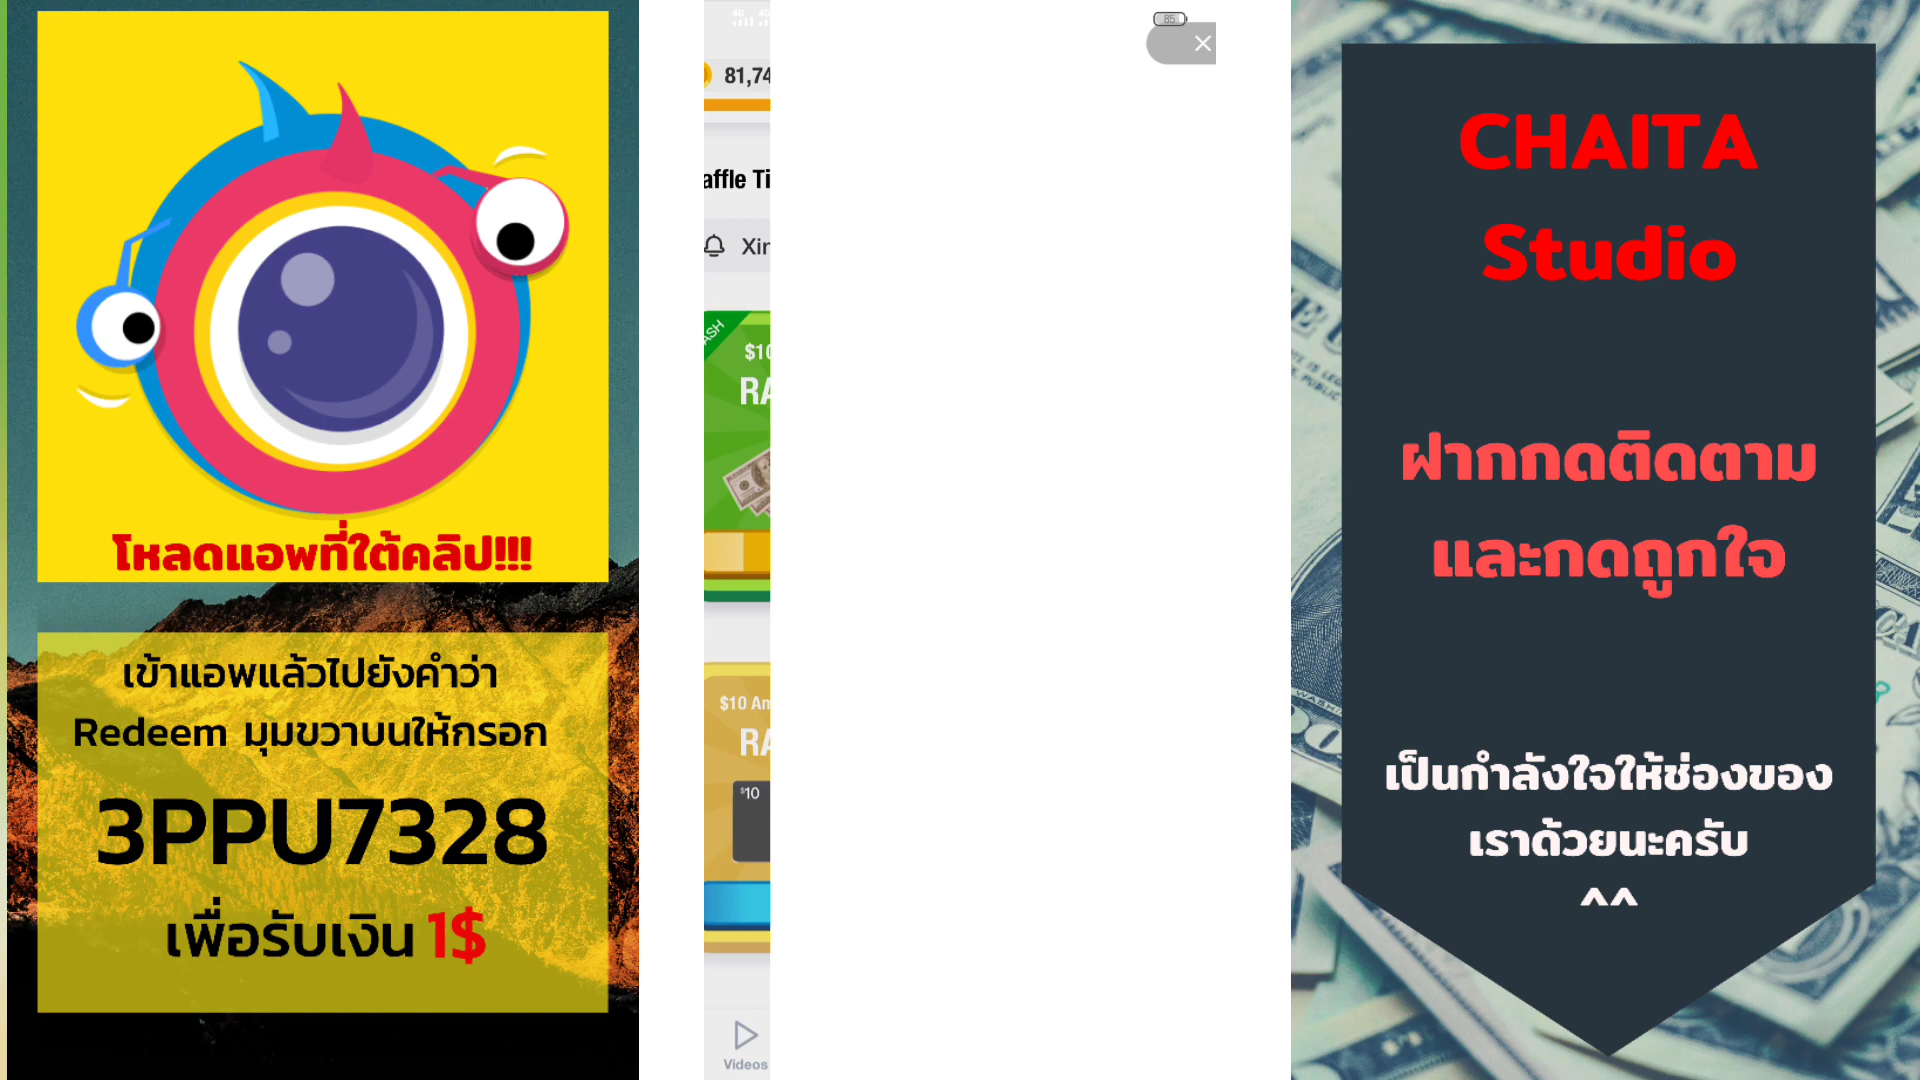 โหลดแอพที่ใต้คลิป!!!
เข้าแอพแล้วไปยังคำว่า
Redeem มุมขวาบนให้กรอก
3PPU7328
เพื่อรับเงิน 1$
4G 4G
85
81,74
affle Ti
Xin
ASH
$10
RA
$10 Am
RA
$10
Videos
CHAITA
Studio
ฝากกดติดตาม
และกดถูกใจ
เป็นกำลังใจให้ช่องของ
เราด้วยนะครับ
^^